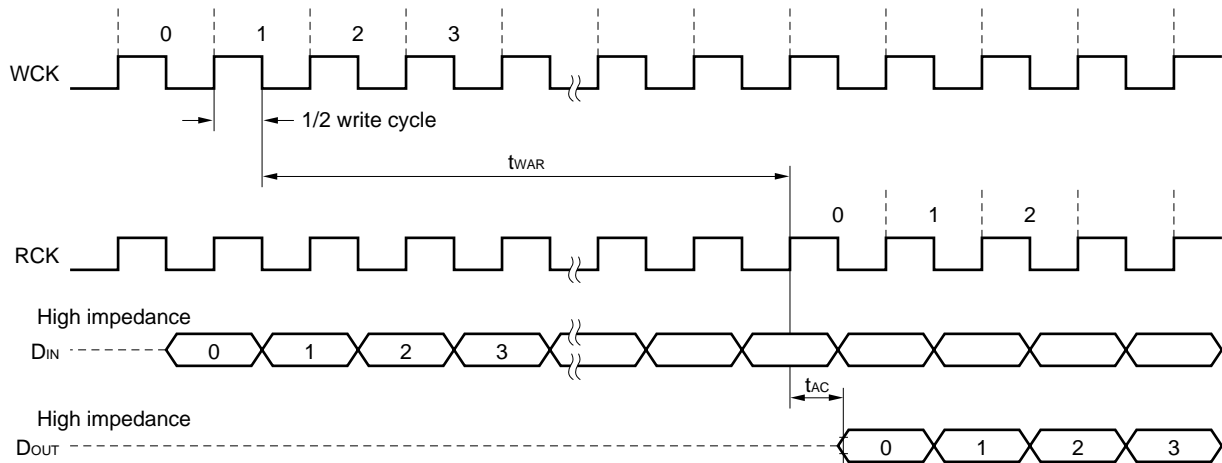 0 1 2 3
WCK
1/2 write cycle
tWAR
0 1 2
RCK
High impedance
DIN 0 1 2 3
tAC
High impedance
DOUT 0 1 2 3